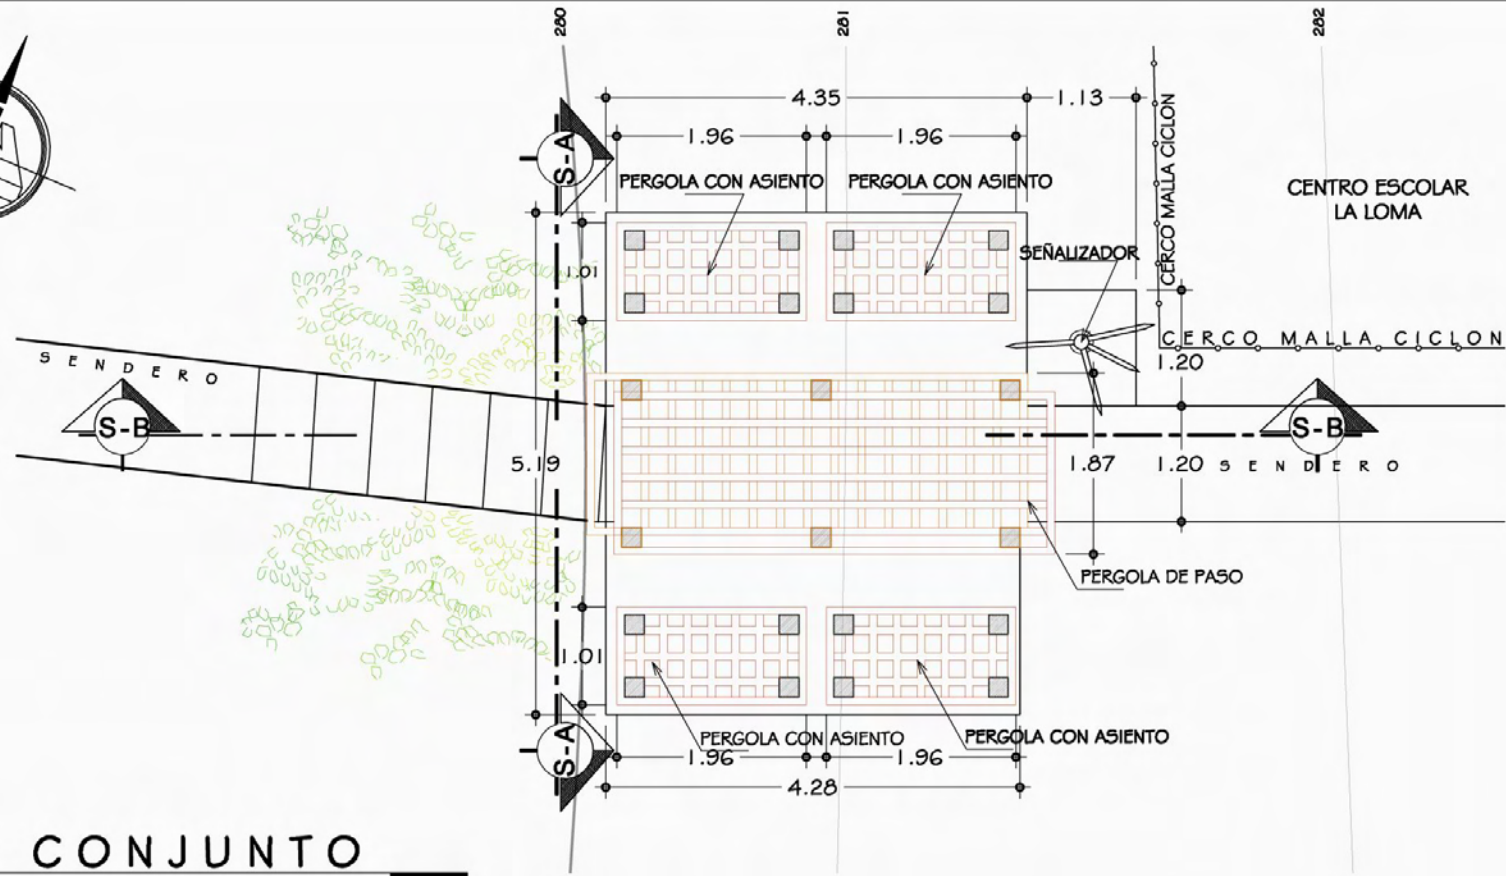 280
281
282
4.35
1.13
1.96
1.96
S-A
CERCO MALLA CICLON
PERGOLA CON ASIENTO
PERGOLA CON ASIENTO
CENTRO ESCOLAR
LA LOMA
SEÑALIZADOR
1.01
CERCO MALLA CICLON
1.20
SENDERO
S-B
S-B
5.19
1.87
1.20
SENDERO
PERGOLA DE PASO
1.01
PERGOLA CON ASIENTO
PERGOLA CON ASIENTO
S-A
1.96
1.96
4.28
CONJUNTO